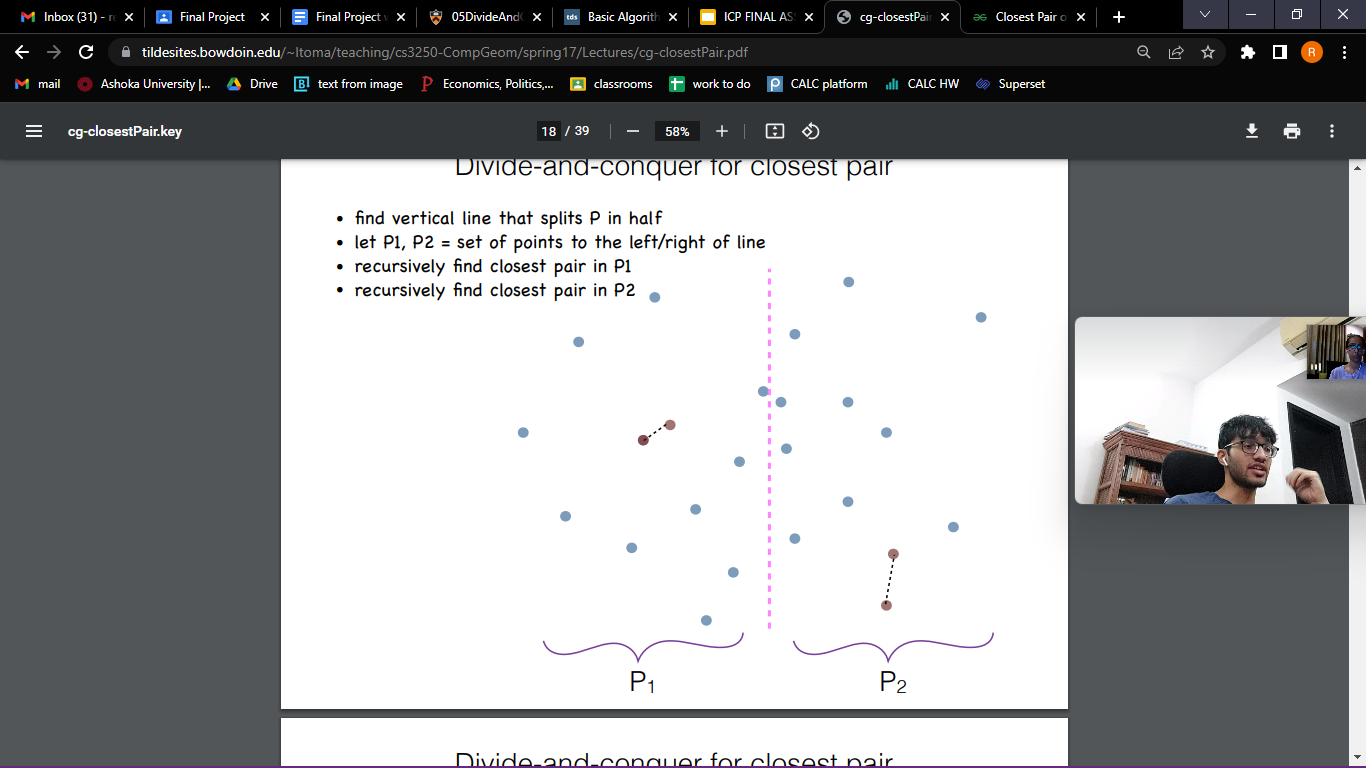 Inbox (31) - r
Final Project
Final Project
05DivideAnd
Basic Algorith
ICP FINAL AS
cg-closestPair
Closest Pair o
tildesites.bowdoin.edu/~ltoma/teaching/cs3250-CompGeom/spring17/Lectures/cg-closestPair.pdf
R
mail
Ashoka University |...
Drive
text from image
Economics, Politics,...
classrooms
work to do
CALC platform
CALC HW
Superset
cg-closestPair.key
18 / 39
58%
Divide-and-conquer for closest pair
• find vertical line that splits P in half
• let P1, P2 = set of points to the left/right of line
• recursively find closest pair in P1
• recursively find closest pair in P2
P1
P2
Divide-and-conquer for closest pair